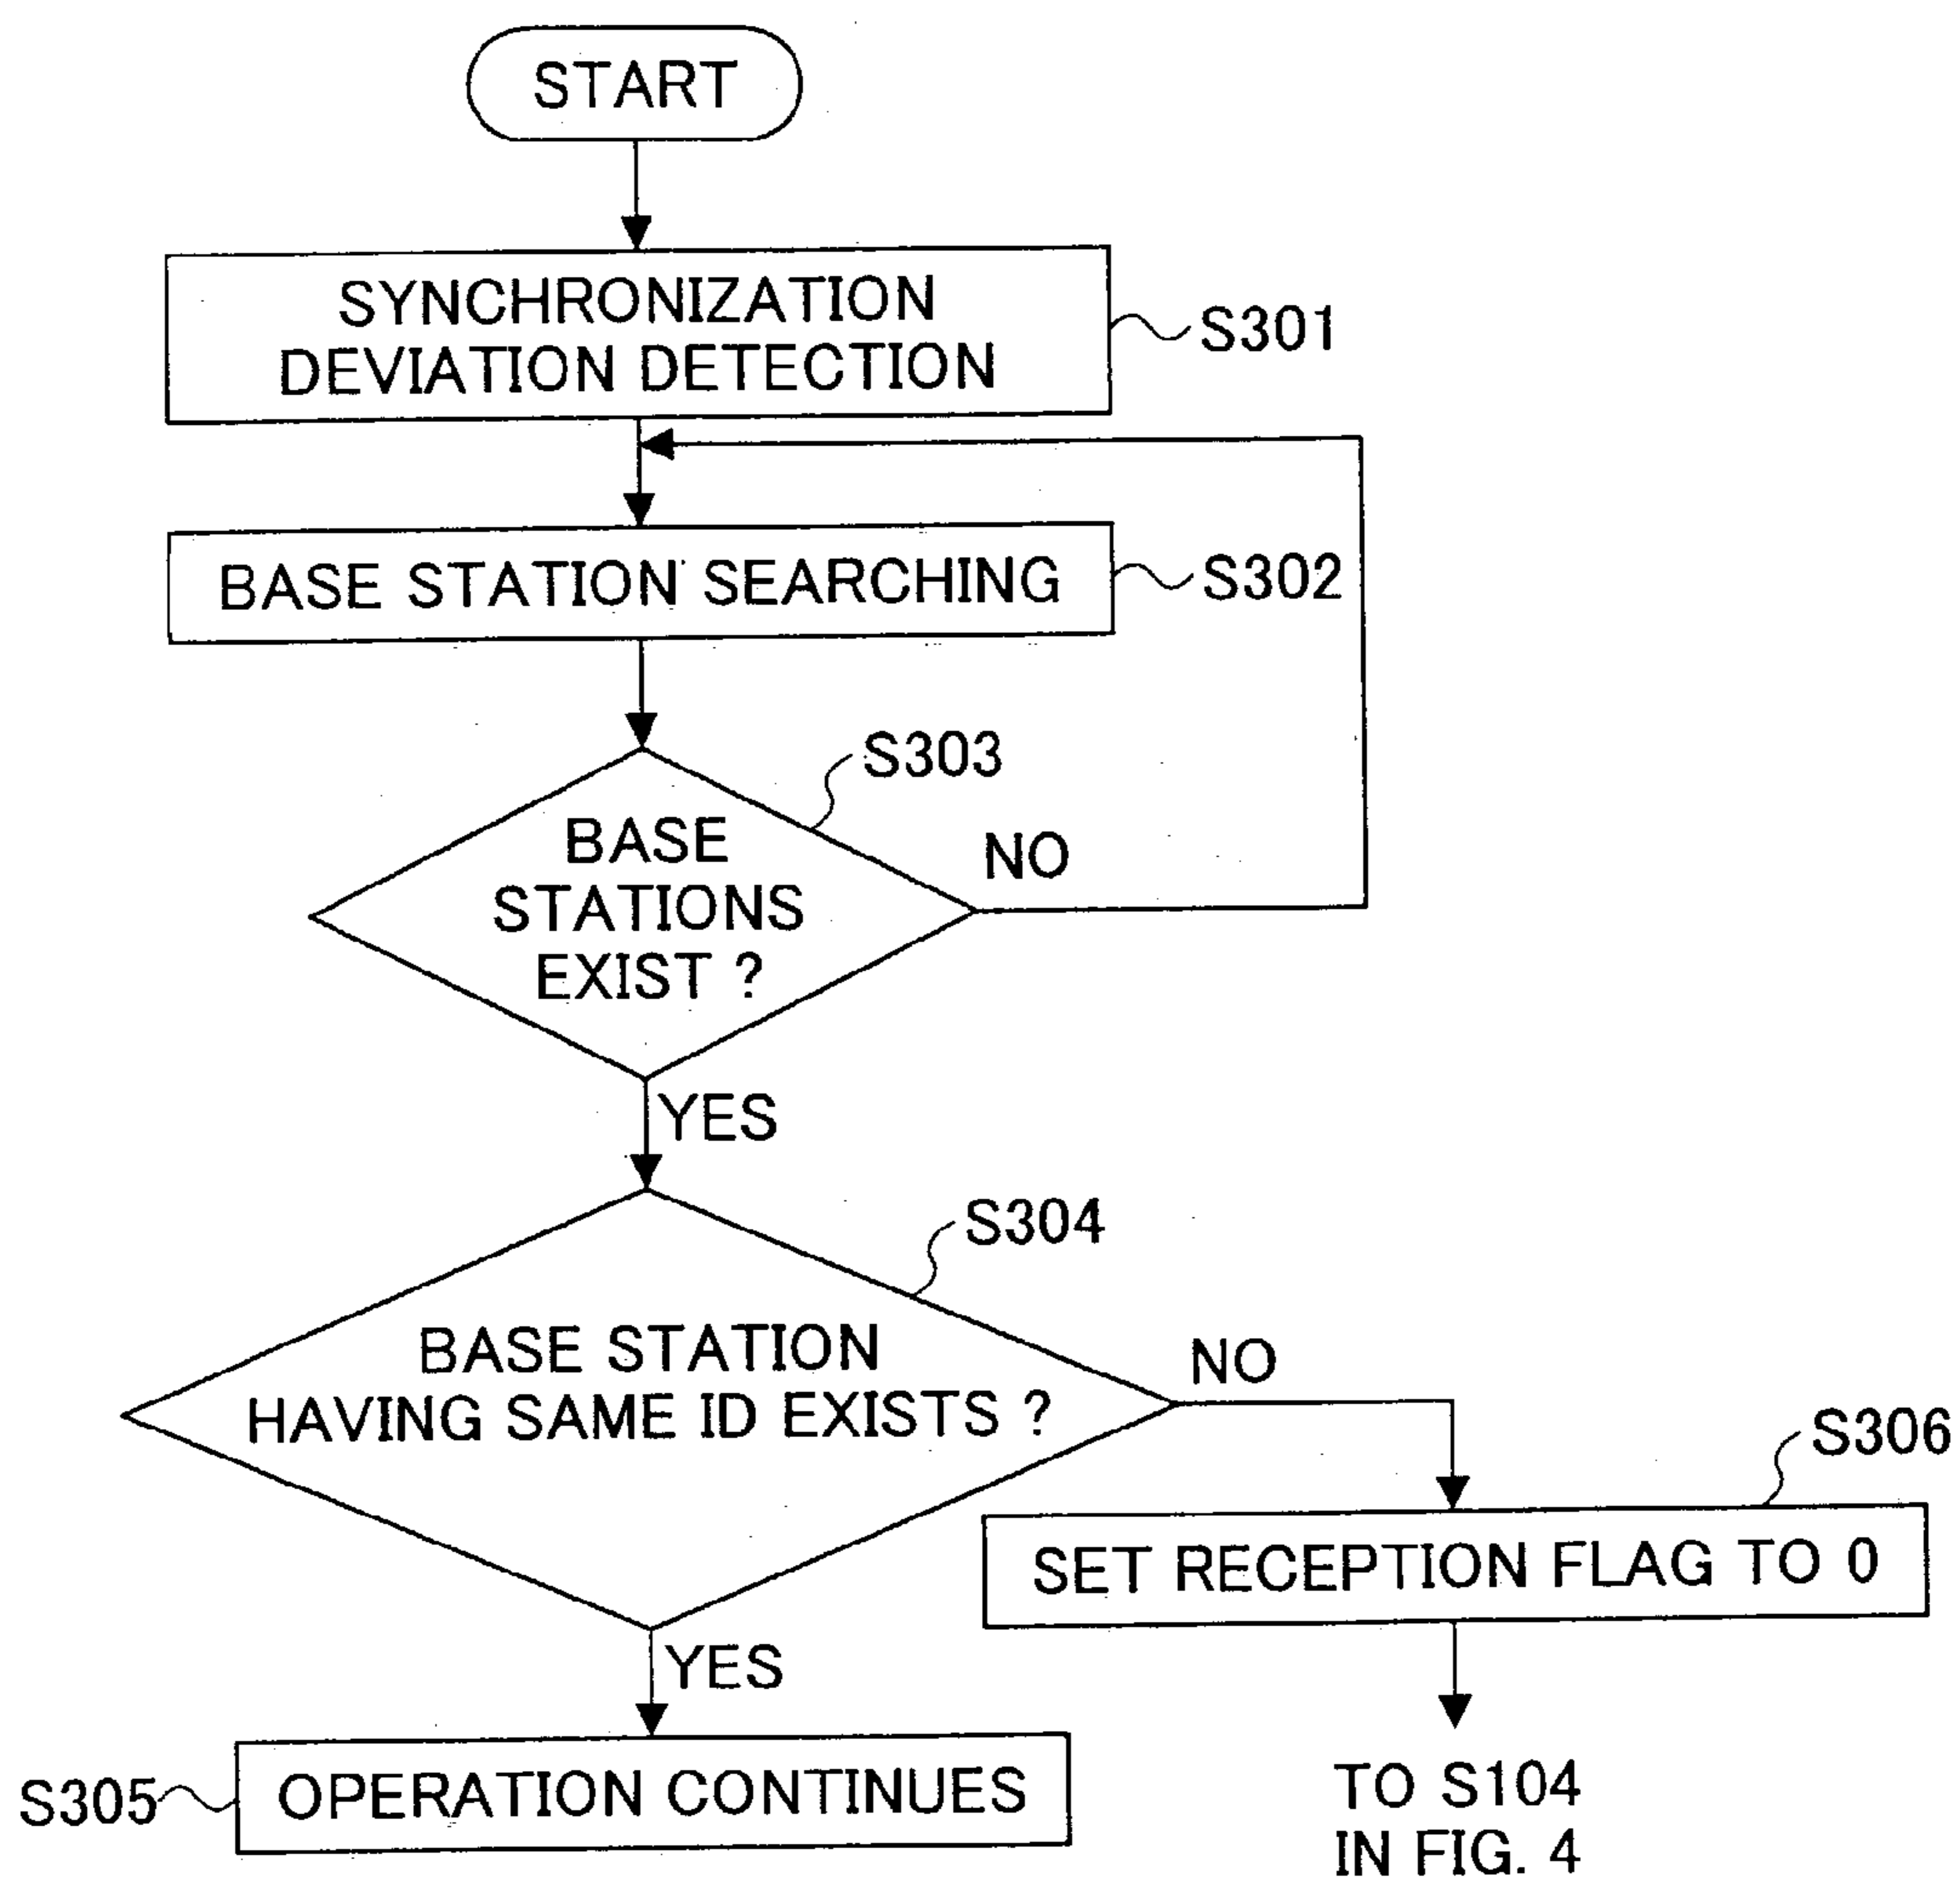 START
SYNCHRONIZATION
DEVIATION DETECTION
S301
BASE STATION SEARCHING
S302
S303
BASE
STATIONS
EXIST ?
NO
YES
S304
BASE STATION
HAVING SAME ID EXISTS ?
NO
S306
SET RECEPTION FLAG TO 0
YES
S305
OPERATION CONTINUES
TO S104
IN FIG. 4